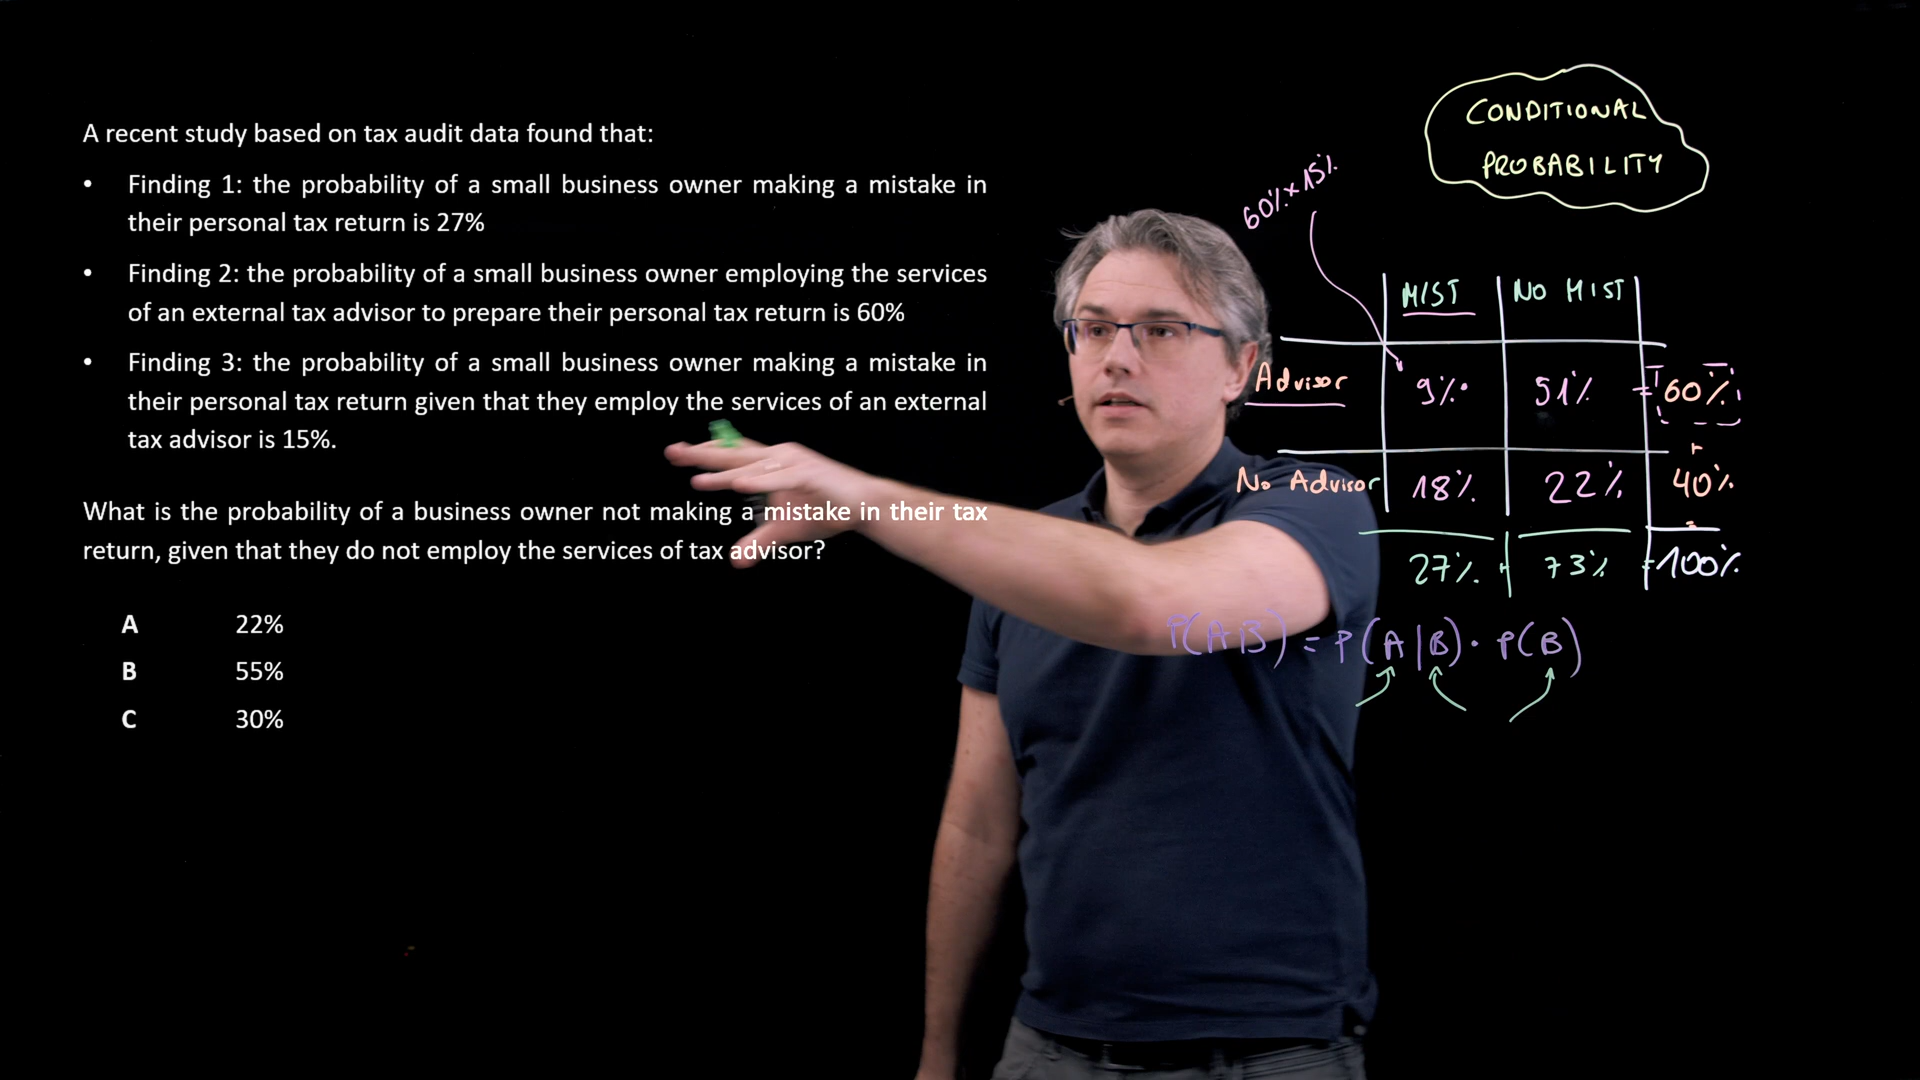 A recent study based on tax audit data found that:
• Finding 1: the probability of a small business owner making a mistake in
their personal tax return is 27%
• Finding 2: the probability of a small business owner employing the services
of an external tax advisor to prepare their personal tax return is 60%
• Finding 3: the probability of a small business owner making a mistake in
their personal tax return given that they employ the services of an external
tax advisor is 15%.
What is the probability of a business owner not making a mistake in their tax
return, given that they do not employ the services of tax advisor?
A 22%
B 55%
C 30%
CONDITIONAL
PROBABILITY
60% × 15%
MIST NO MIST
Advisor 9% 51% = 60%
+
No Advisor 18% 22% 40%
=
27% + 73% = 100%
P(AB) = P(A|B) · P(B)